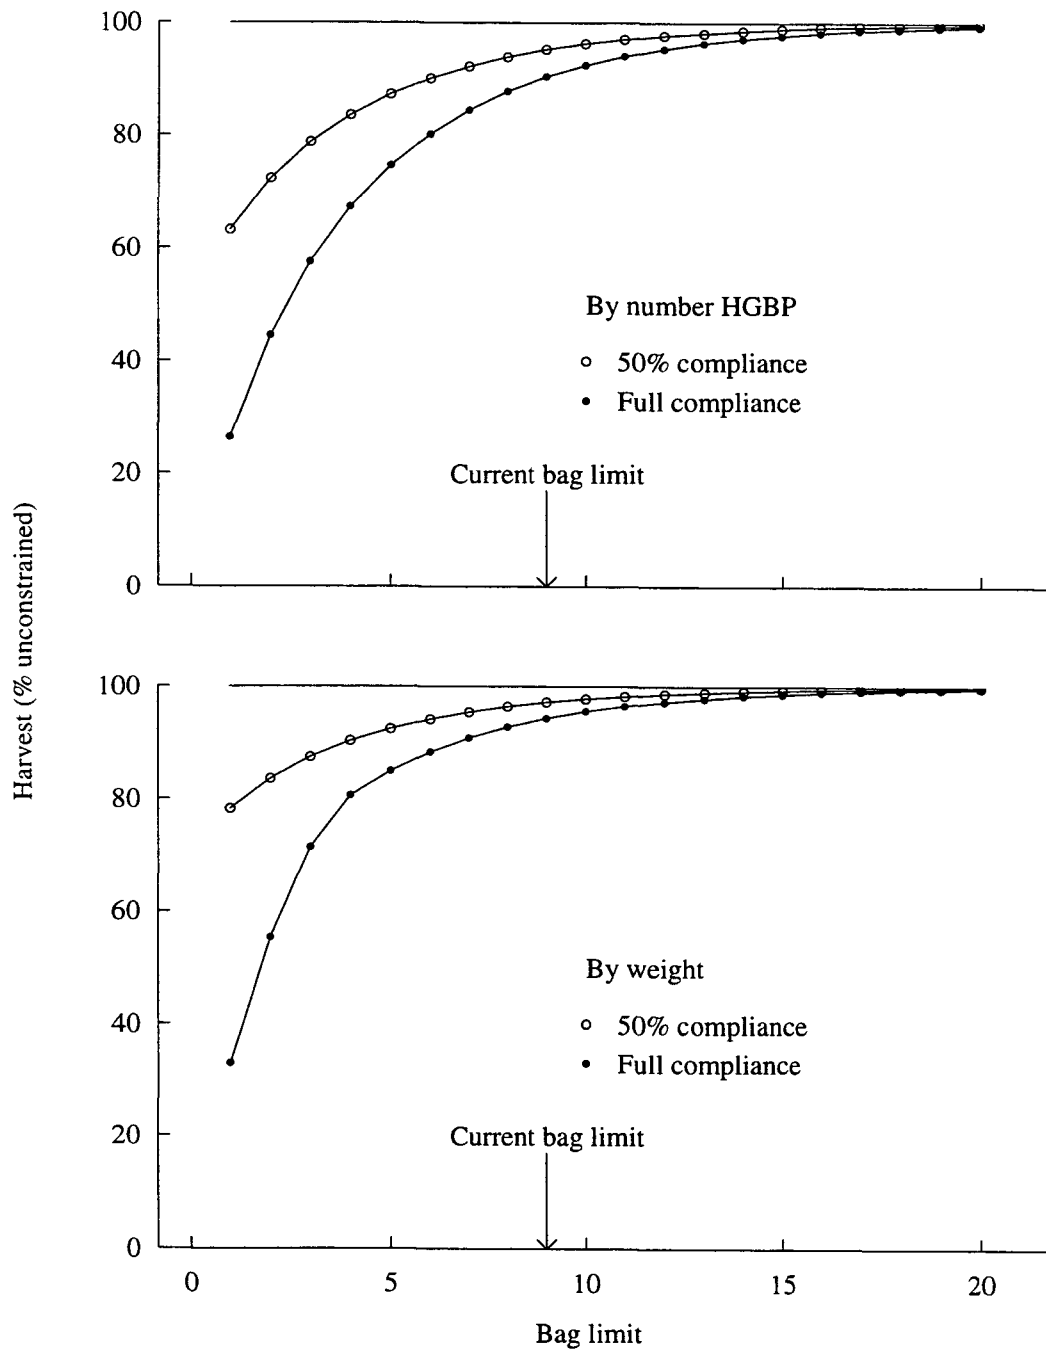 100
80
60
40
20
0
By number HGBP
50% compliance
Full compliance
Current bag limit
Harvest (% unconstrained)
100
80
60
40
20
0
By weight
50% compliance
Full compliance
Current bag limit
0 5 10 15 20
Bag limit